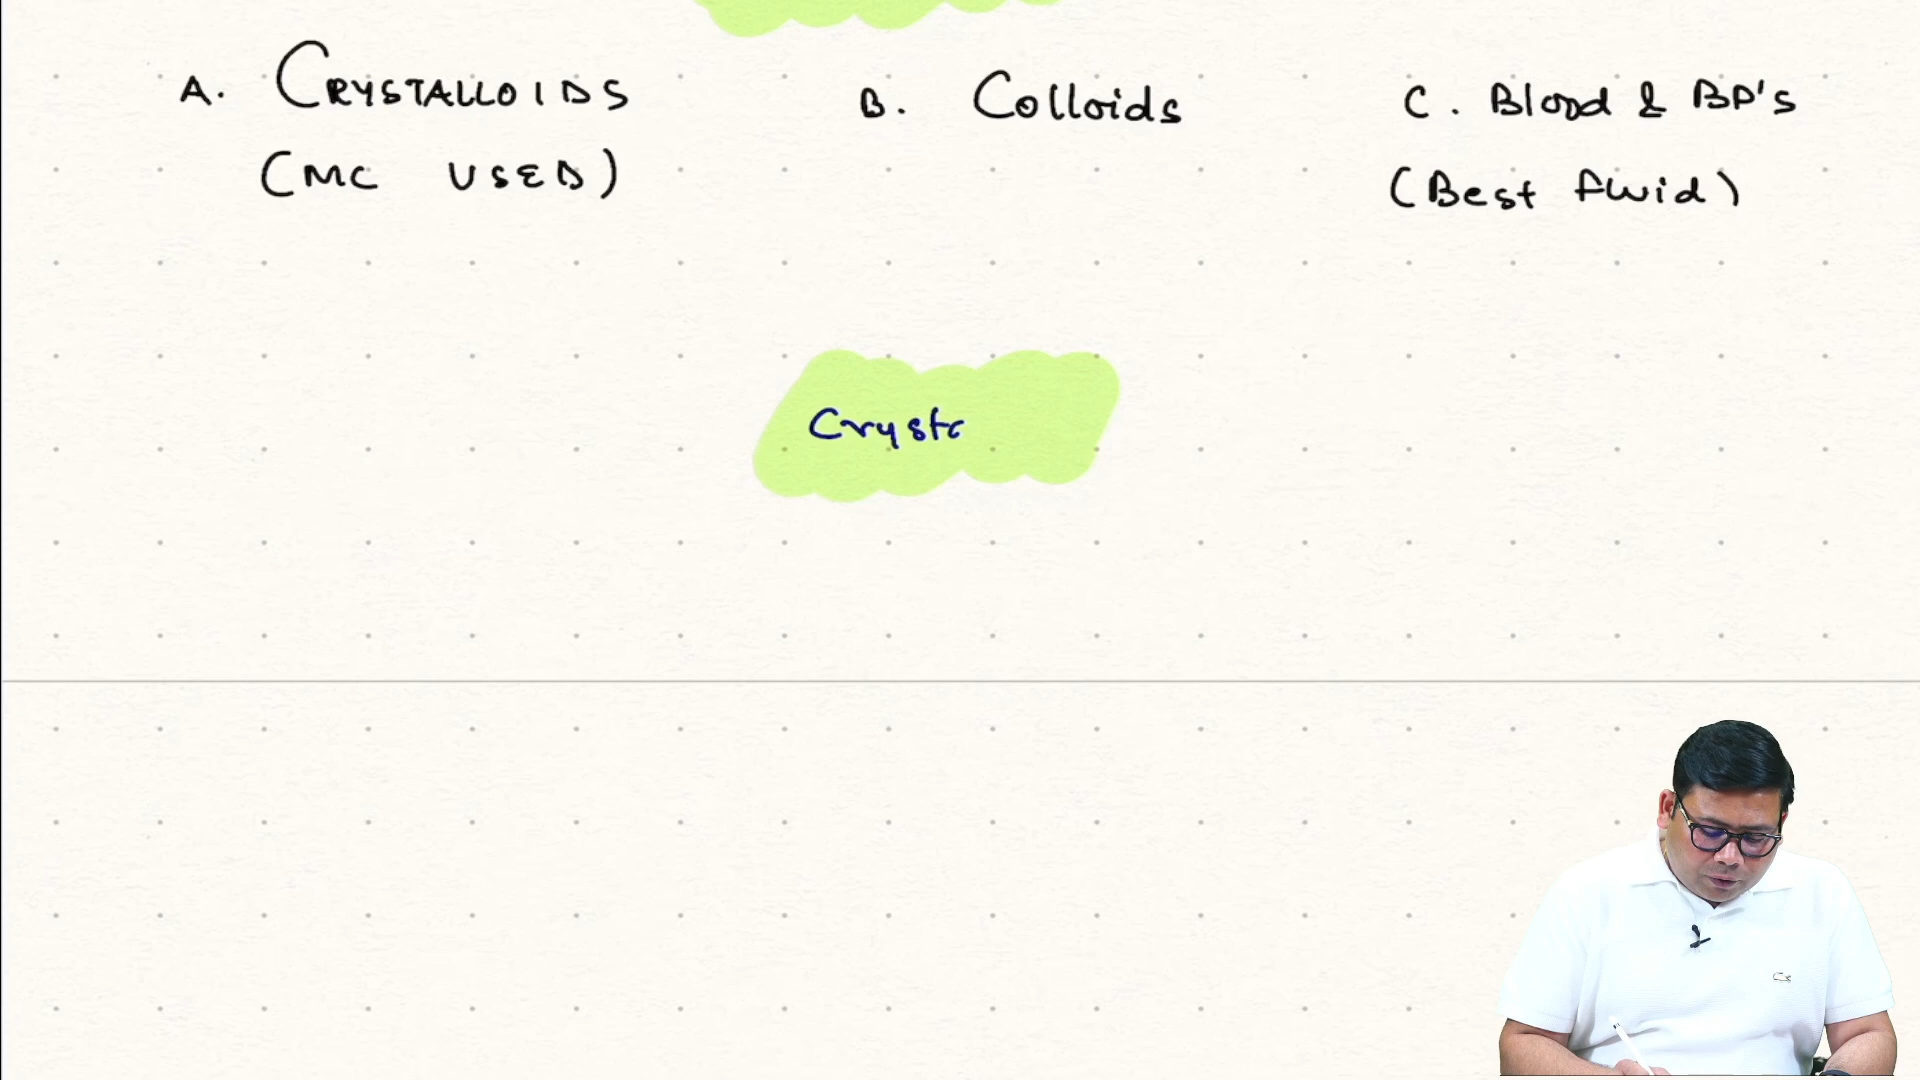 A. CRYSTALLOIDS
(MC USED)
B. Colloids
C. Blood & BP's
(Best fluid)
Crysta